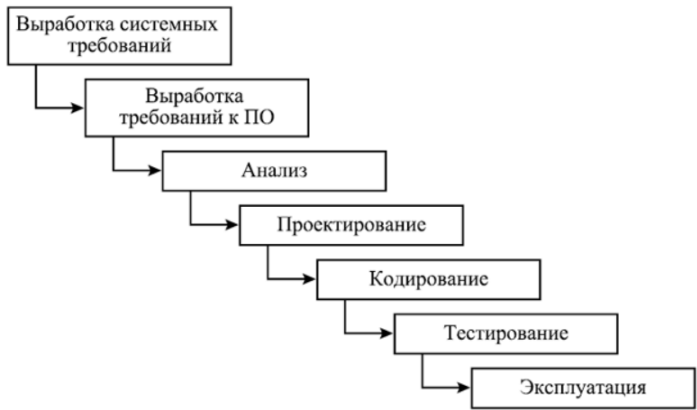 Выработка системных
требований
Выработка
требований к ПО
Анализ
Проектирование
Кодирование
Тестирование
Эксплуатация